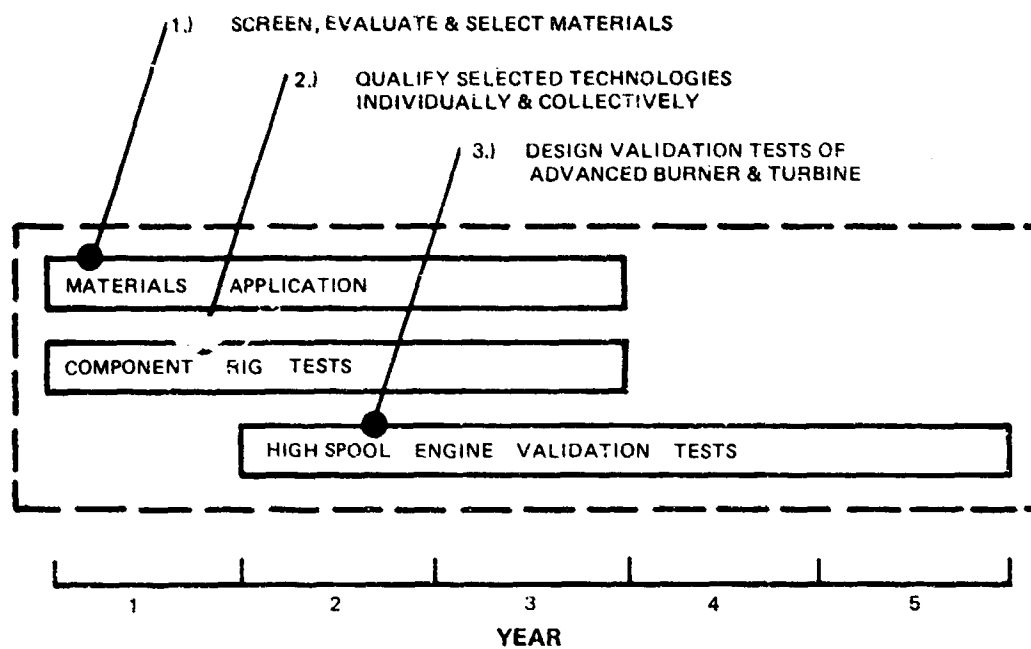 1.) SCREEN, EVALUATE & SELECT MATERIALS
2.) QUALIFY SELECTED TECHNOLOGIES
INDIVIDUALLY & COLLECTIVELY
3.) DESIGN VALIDATION TESTS OF
ADVANCED BURNER & TURBINE
MATERIALS APPLICATION
COMPONENT RIG TESTS
HIGH SPOOL ENGINE VALIDATION TESTS
1 2 3 4 5
YEAR